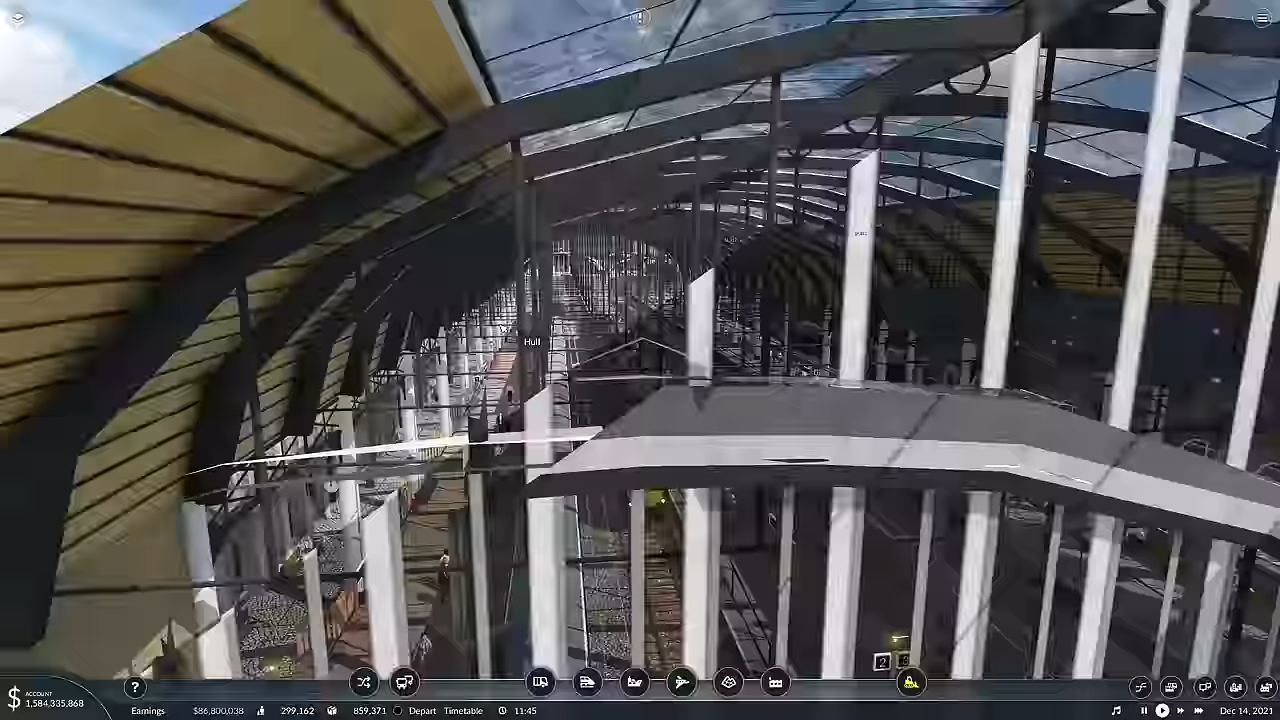 Hull
2
$ ACCOUNT
1,584,335,868
?
Earnings $86,800,038 299,162 859,371 Depart Timetable 11:45
Dec 14, 2021